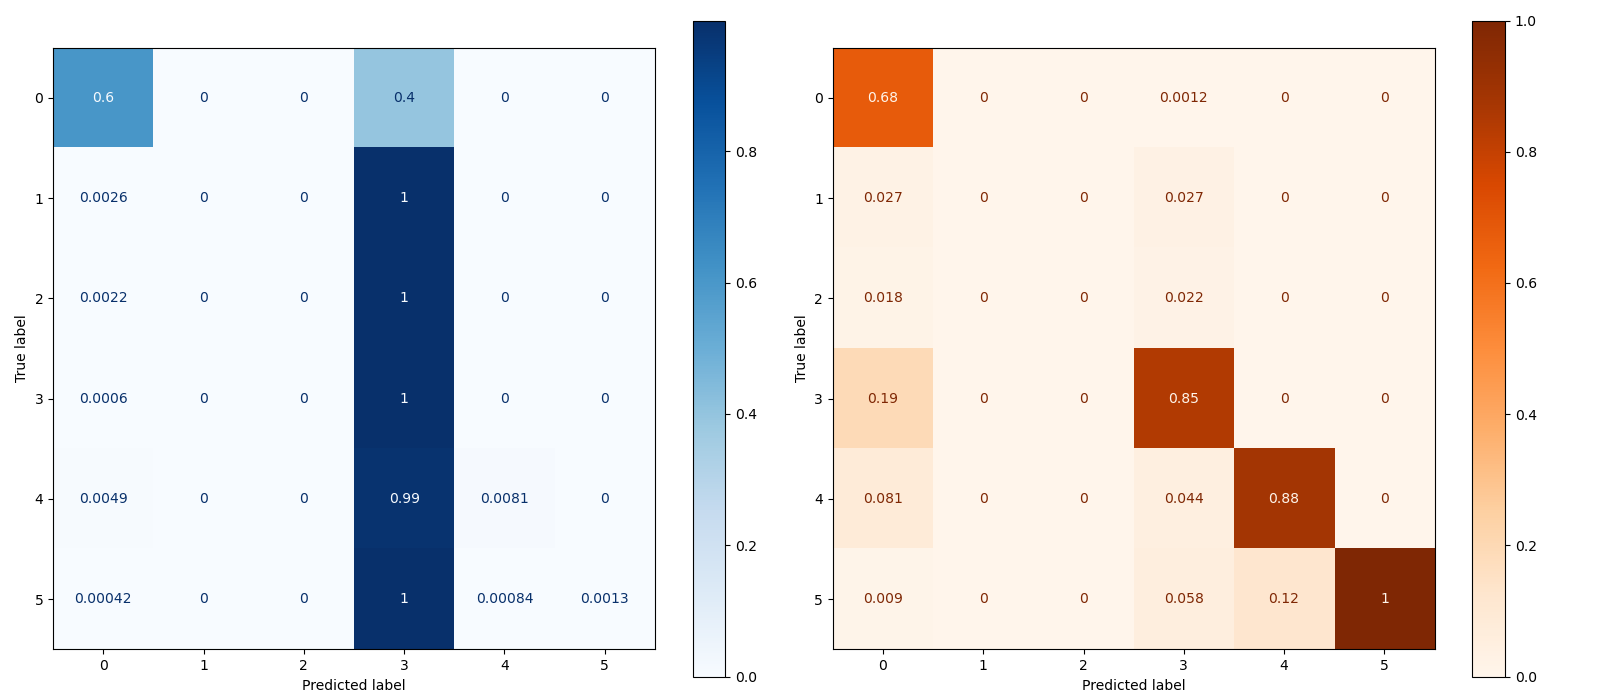 1.0
0 0.6 0 0 0.4 0 0
0 0.68 0 0 0.0012 0 0
0.8
0.8
1 0.0026 0 0 1 0 0
1 0.027 0 0 0.027 0 0
0.6
0.6
2 0.0022 0 0 1 0 0
2 0.018 0 0 0.022 0 0
True label
True label
3 0.0006 0 0 1 0 0
3 0.19 0 0 0.85 0 0
0.4
0.4
4 0.0049 0 0 0.99 0.0081 0
4 0.081 0 0 0.044 0.88 0
0.2
0.2
5 0.00042 0 0 1 0.00084 0.0013
5 0.009 0 0 0.058 0.12 1
0.0
0.0
0 1 2 3 4 5
0 1 2 3 4 5
Predicted label
Predicted label